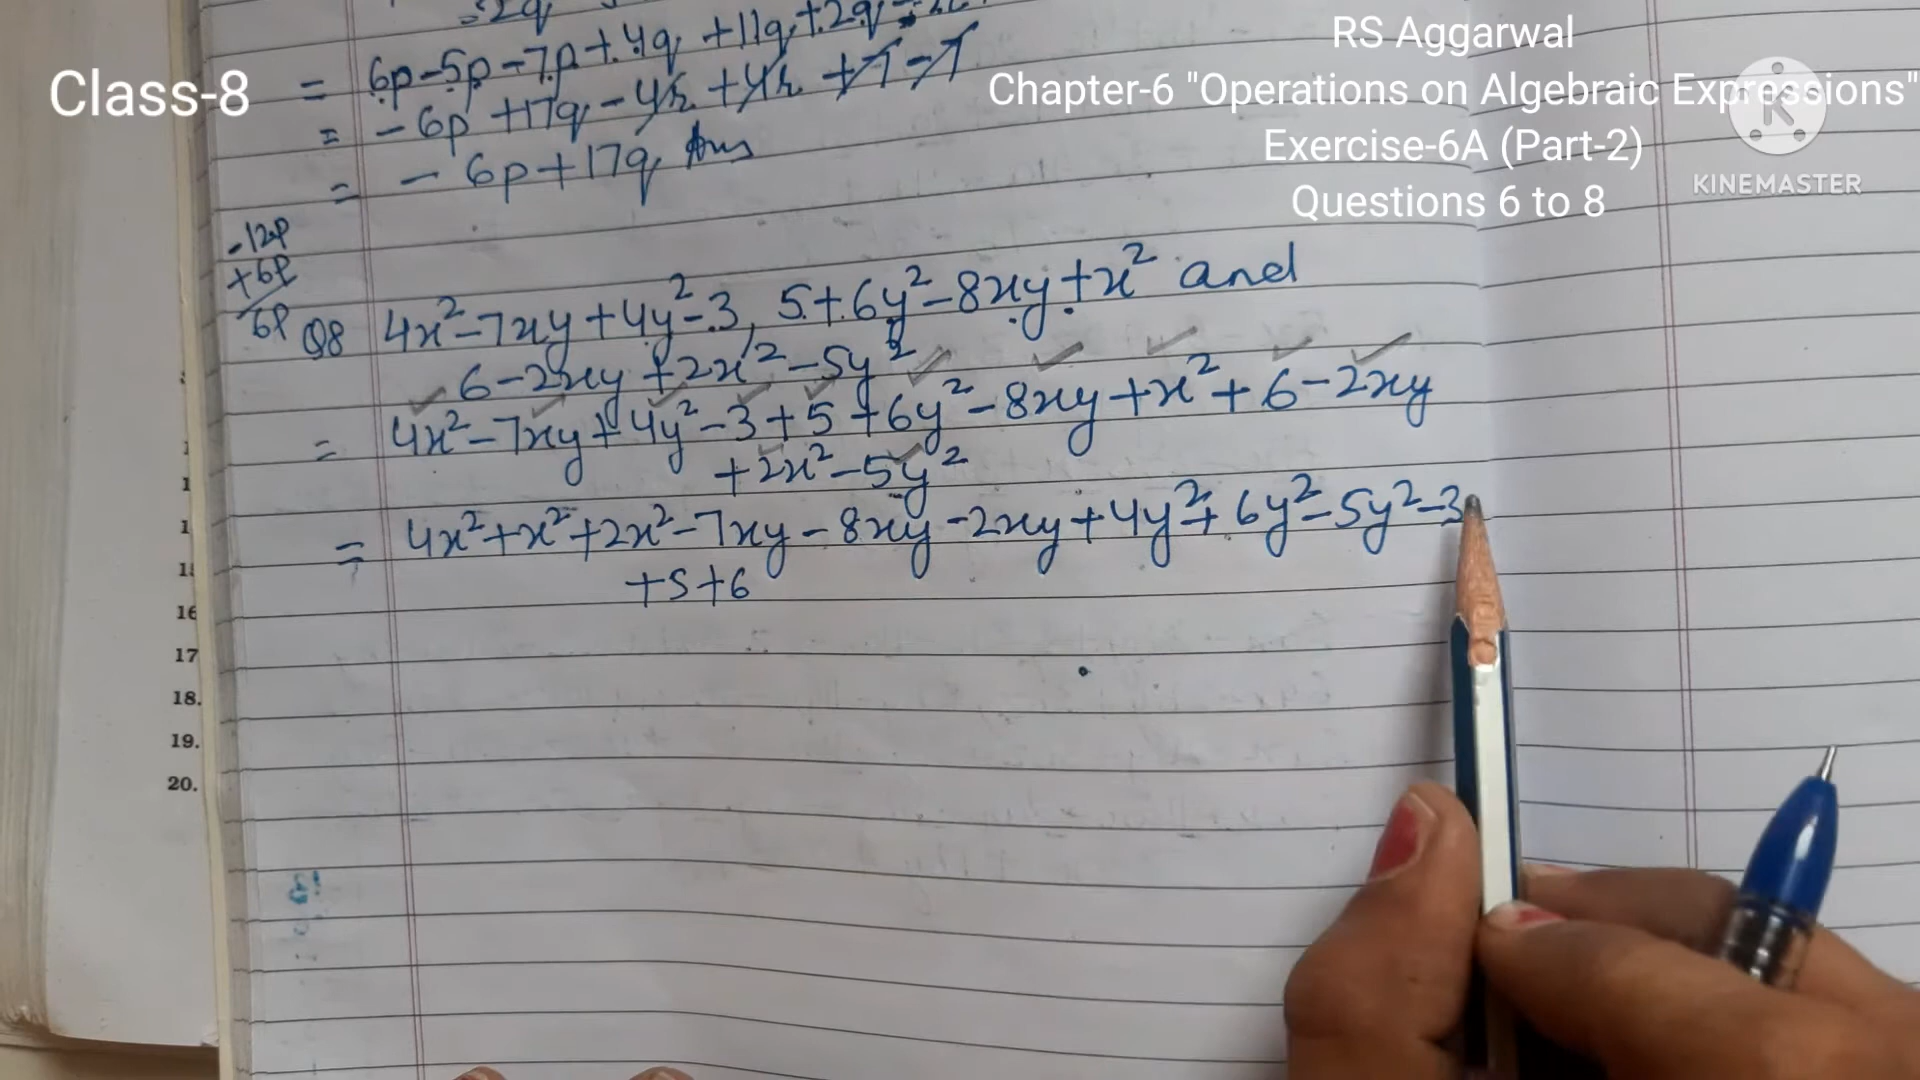 Class-8
RS Aggarwal
Chapter-6 "Operations on Algebraic Expressions"
Exercise-6A (Part-2)
Questions 6 to 8
KINEMASTER
= 6p-5p-7p+4q+11q+2q
= -6p+17q-4r+4r+7-7
= -6p+17q Ans
-12p
+6p
6p
Q8 4x²-7xy+4y²-3, 5+6y²-8xy+x² and
6-2xy+2x²-5y²
= 4x²-7xy+4y²-3+5+6y²-8xy+x²+6-2xy
+2x²-5y²
= 4x²+x²+2x²-7xy-8xy-2xy+4y²+6y²-5y²-3
+5+6
16
17
18.
19.
20.